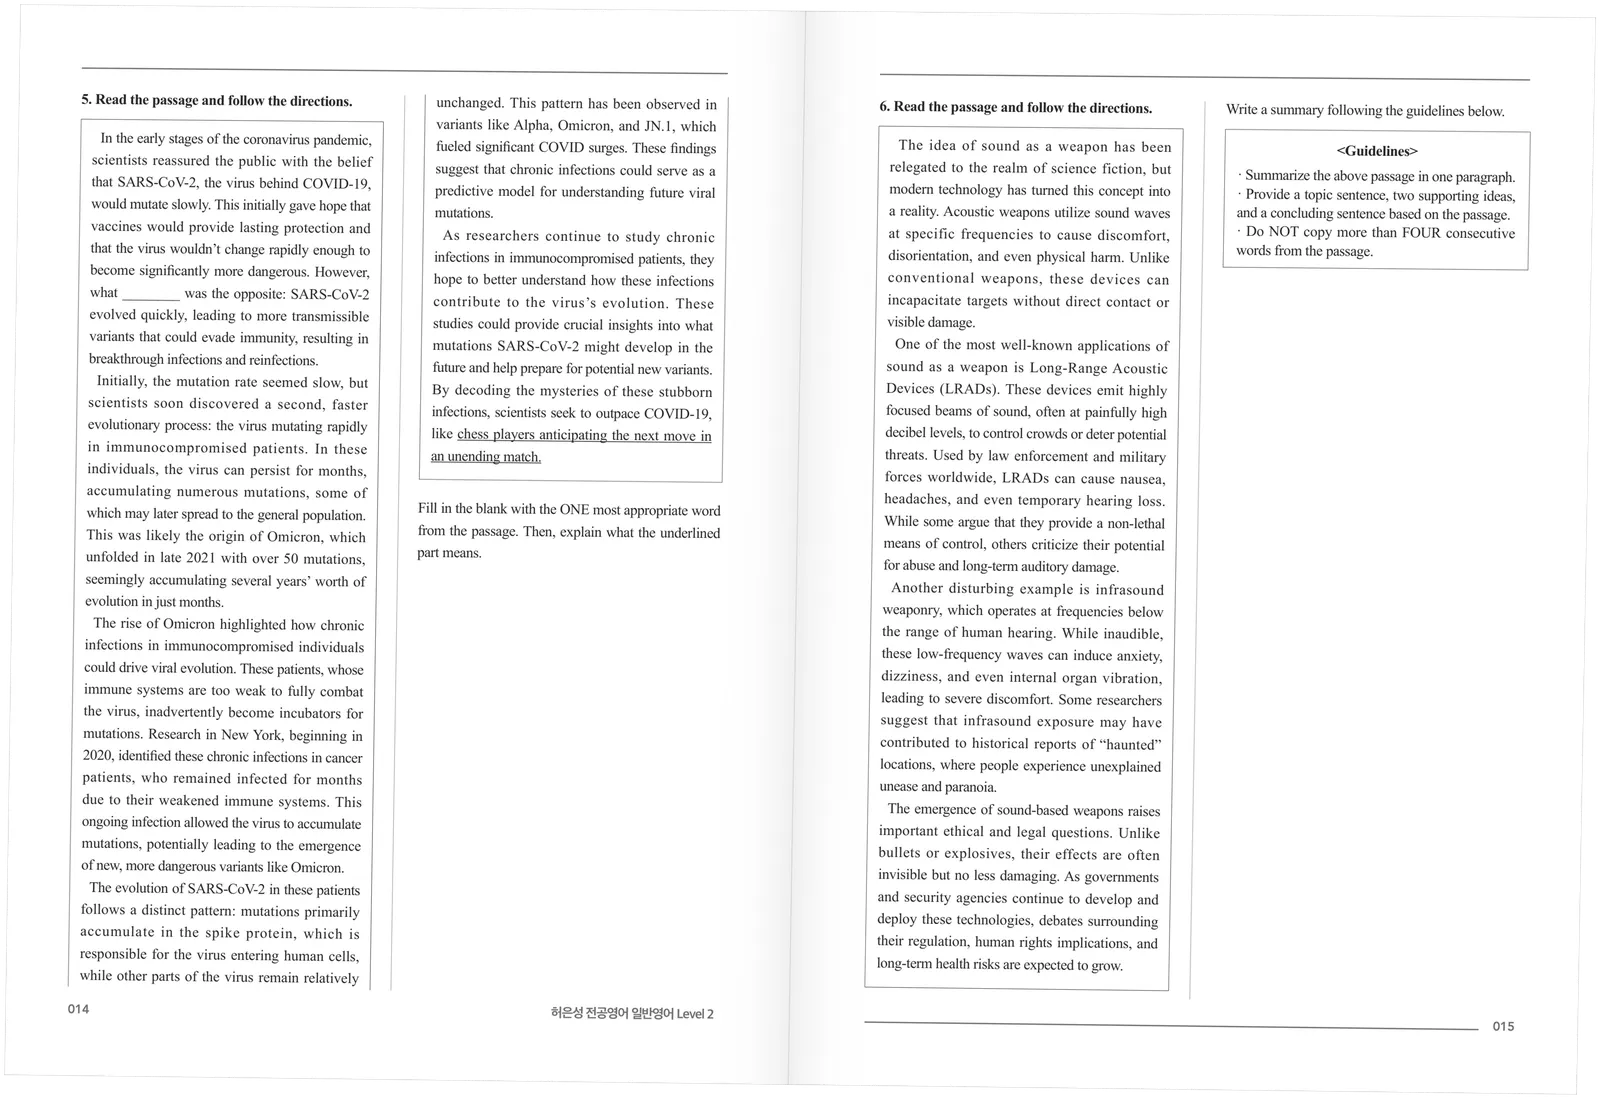 5. Read the passage and follow the directions.
In the early stages of the coronavirus pandemic,
scientists reassured the public with the belief
that SARS-CoV-2, the virus behind COVID-19,
would mutate slowly. This initially gave hope that
vaccines would provide lasting protection and
that the virus wouldn't change rapidly enough to
become significantly more dangerous. However,
what ________ was the opposite: SARS-CoV-2
evolved quickly, leading to more transmissible
variants that could evade immunity, resulting in
breakthrough infections and reinfections.
Initially, the mutation rate seemed slow, but
scientists soon discovered a second, faster
evolutionary process: the virus mutating rapidly
in immunocompromised patients. In these
individuals, the virus can persist for months,
accumulating numerous mutations, some of
which may later spread to the general population.
This was likely the origin of Omicron, which
unfolded in late 2021 with over 50 mutations,
seemingly accumulating several years' worth of
evolution in just months.
The rise of Omicron highlighted how chronic
infections in immunocompromised individuals
could drive viral evolution. These patients, whose
immune systems are too weak to fully combat
the virus, inadvertently become incubators for
mutations. Research in New York, beginning in
2020, identified these chronic infections in cancer
patients, who remained infected for months
due to their weakened immune systems. This
ongoing infection allowed the virus to accumulate
mutations, potentially leading to the emergence
of new, more dangerous variants like Omicron.
The evolution of SARS-CoV-2 in these patients
follows a distinct pattern: mutations primarily
accumulate in the spike protein, which is
responsible for the virus entering human cells,
while other parts of the virus remain relatively
unchanged. This pattern has been observed in
variants like Alpha, Omicron, and JN.1, which
fueled significant COVID surges. These findings
suggest that chronic infections could serve as a
predictive model for understanding future viral
mutations.
As researchers continue to study chronic
infections in immunocompromised patients, they
hope to better understand how these infections
contribute to the virus's evolution. These
studies could provide crucial insights into what
mutations SARS-CoV-2 might develop in the
future and help prepare for potential new variants.
By decoding the mysteries of these stubborn
infections, scientists seek to outpace COVID-19,
like chess players anticipating the next move in
an unending match.
Fill in the blank with the ONE most appropriate word
from the passage. Then, explain what the underlined
part means.
014
허은성 전공영어 일반영어 Level 2
6. Read the passage and follow the directions.
The idea of sound as a weapon has been
relegated to the realm of science fiction, but
modern technology has turned this concept into
a reality. Acoustic weapons utilize sound waves
at specific frequencies to cause discomfort,
disorientation, and even physical harm. Unlike
conventional weapons, these devices can
incapacitate targets without direct contact or
visible damage.
One of the most well-known applications of
sound as a weapon is Long-Range Acoustic
Devices (LRADs). These devices emit highly
focused beams of sound, often at painfully high
decibel levels, to control crowds or deter potential
threats. Used by law enforcement and military
forces worldwide, LRADs can cause nausea,
headaches, and even temporary hearing loss.
While some argue that they provide a non-lethal
means of control, others criticize their potential
for abuse and long-term auditory damage.
Another disturbing example is infrasound
weaponry, which operates at frequencies below
the range of human hearing. While inaudible,
these low-frequency waves can induce anxiety,
dizziness, and even internal organ vibration,
leading to severe discomfort. Some researchers
suggest that infrasound exposure may have
contributed to historical reports of “haunted”
locations, where people experience unexplained
unease and paranoia.
The emergence of sound-based weapons raises
important ethical and legal questions. Unlike
bullets or explosives, their effects are often
invisible but no less damaging. As governments
and security agencies continue to develop and
deploy these technologies, debates surrounding
their regulation, human rights implications, and
long-term health risks are expected to grow.
Write a summary following the guidelines below.
<Guidelines>
· Summarize the above passage in one paragraph.
· Provide a topic sentence, two supporting ideas,
and a concluding sentence based on the passage.
· Do NOT copy more than FOUR consecutive
words from the passage.
015